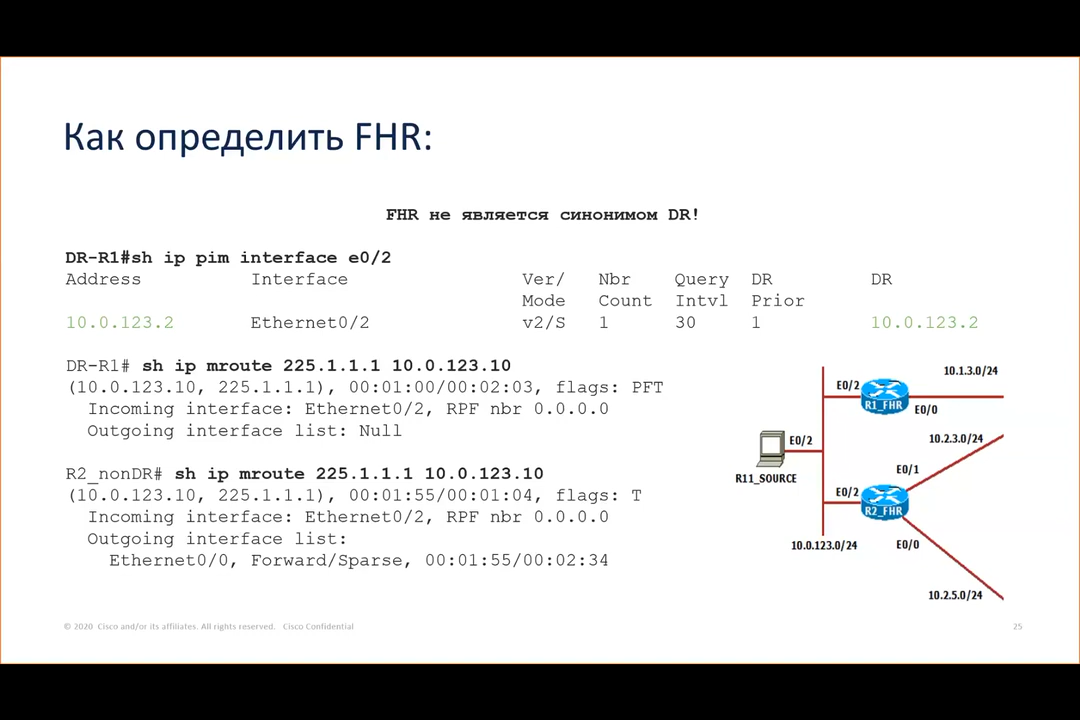 Как определить FHR:
FHR не является синонимом DR!
DR-R1#sh ip pim interface e0/2
Address Interface Ver/ Nbr Query DR DR
Mode Count Intvl Prior
10.0.123.2 Ethernet0/2 v2/S 1 30 1 10.0.123.2
DR-R1# sh ip mroute 225.1.1.1 10.0.123.10
(10.0.123.10, 225.1.1.1), 00:01:00/00:02:03, flags: PFT
Incoming interface: Ethernet0/2, RPF nbr 0.0.0.0
Outgoing interface list: Null
R2_nonDR# sh ip mroute 225.1.1.1 10.0.123.10
(10.0.123.10, 225.1.1.1), 00:01:55/00:01:04, flags: T
Incoming interface: Ethernet0/2, RPF nbr 0.0.0.0
Outgoing interface list:
Ethernet0/0, Forward/Sparse, 00:01:55/00:02:34
10.1.3.0/24
E0/2
R1_FHR
E0/0
10.2.3.0/24
E0/2
R11_SOURCE
E0/1
E0/2
R2_FHR
10.0.123.0/24
E0/0
10.2.5.0/24
© 2020 Cisco and/or its affiliates. All rights reserved. Cisco Confidential
25